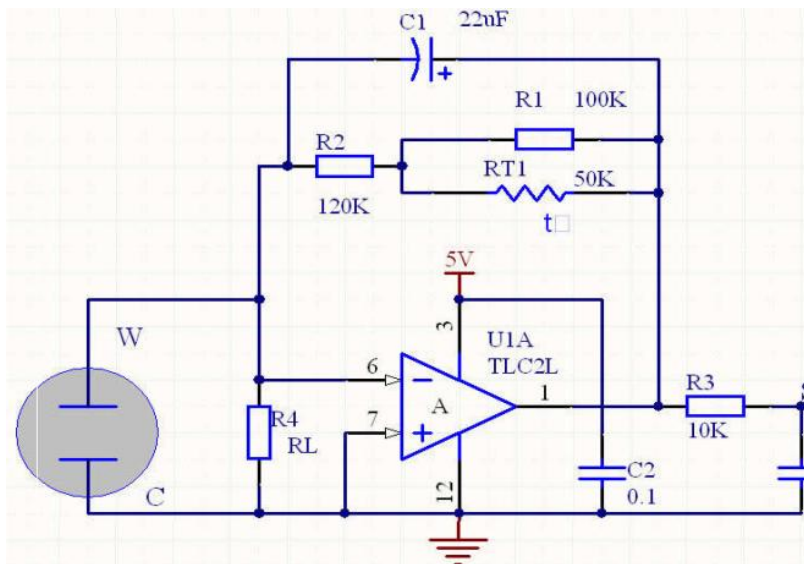 C1 22uF
R1 100K
R2
RT1 50K
120K
t
5V
W
3
U1A
TLC2L
6
R3
A
1
R4
7
RL
10K
C2
C
12
0.1